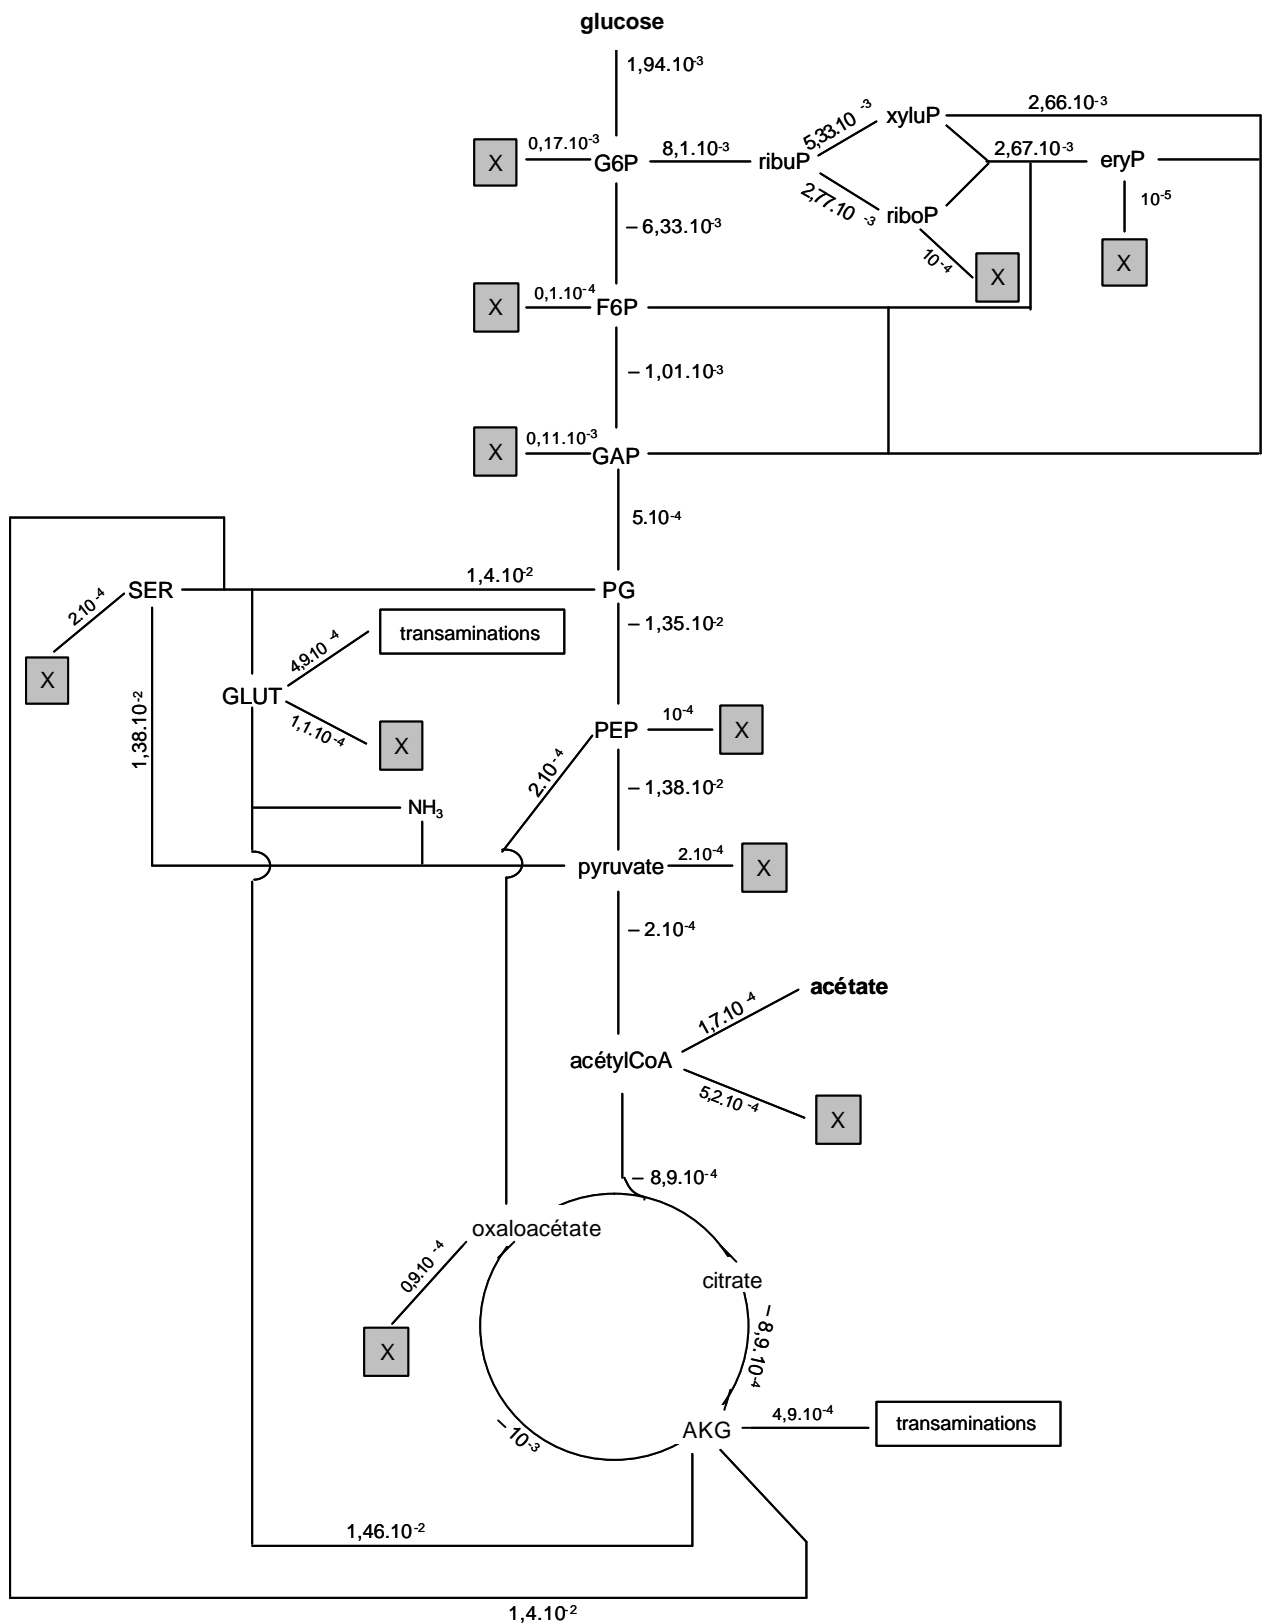 glucose
1,94.10-3
2,66.10-3
xyluP
5,33.10 -3
X
0,17.10-3
G6P
8,1.10-3
ribuP
2,67.10-3
eryP
2,77.10 -3
riboP
10-5
– 6,33.10-3
10-4
X
X
X
0,1.10-4
F6P
– 1,01.10-3
X
0,11.10-3
GAP
5.10-4
SER
1,4.10-2
PG
2.10-4
– 1,35.10-2
transaminations
4,9.10 -4
X
GLUT
1,1.10-4
X
1,38.10-2
PEP
10-4
X
2.10-4
– 1,38.10-2
NH3
pyruvate
2.10-4
X
– 2.10-4
acétate
1,7.10 -4
acétylCoA
5,2.10 -4
X
– 8,9.10-4
oxaloacétate
0,9.10 -4
citrate
– 8,9.10-4
X
– 10-3
AKG
4,9.10-4
transaminations
1,46.10-2
1,4.10-2